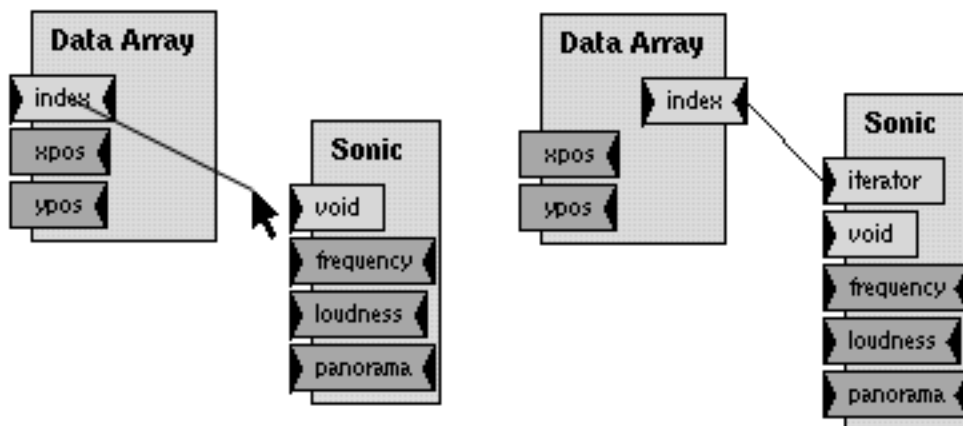 Data Array
index
xpos
ypos
Sonic
void
frequency
loudness
panorama
Data Array
index
xpos
ypos
Sonic
iterator
void
frequency
loudness
panorama